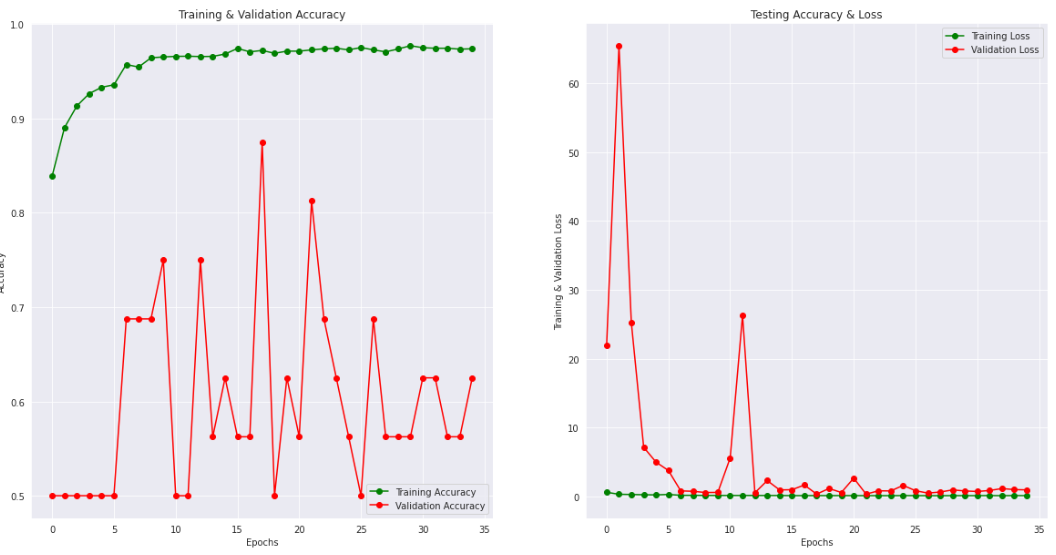 Training & Validation Accuracy
1.0
0.9
0.8
0.7
0.6
0.5
Accuracy
0 5 10 15 20 25 30 35
Epochs
Training Accuracy
Validation Accuracy
Testing Accuracy & Loss
60
50
40
30
20
10
0
Training & Validation Loss
0 5 10 15 20 25 30 35
Epochs
Training Loss
Validation Loss